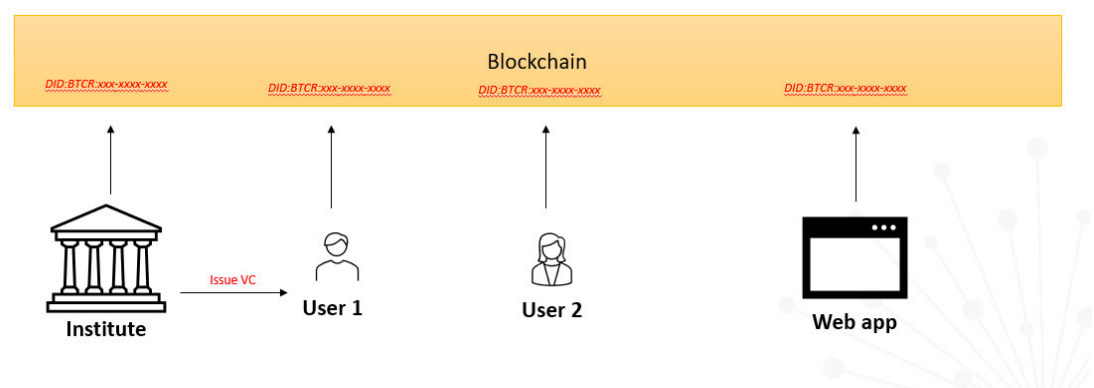 Blockchain
DID:BTCR:xxx-xxxx-xxxx
DID:BTCR:xxx-xxxx-xxxx
DID:BTCR:xxx-xxxx-xxxx
DID:BTCR:xxx-xxxx-xxxx
Issue VC
Institute
User 1
User 2
Web app